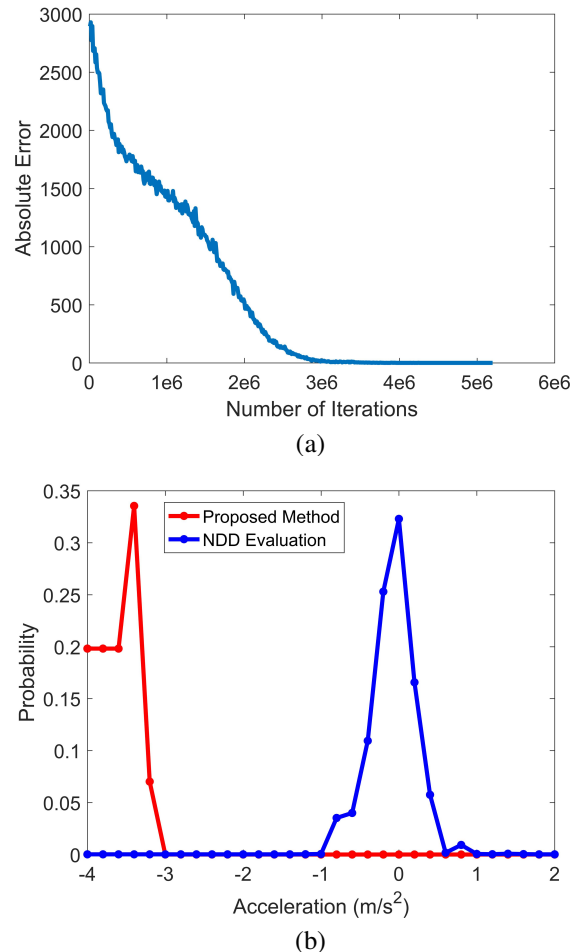 3000
2500
2000
1500
1000
500
0
Absolute Error
0 1e6 2e6 3e6 4e6 5e6 6e6
Number of Iterations
(a)
0.35
0.3
0.25
0.2
0.15
0.1
0.05
0
Probability
Proposed Method
NDD Evaluation
-4 -3 -2 -1 0 1 2
Acceleration (m/s²)
(b)